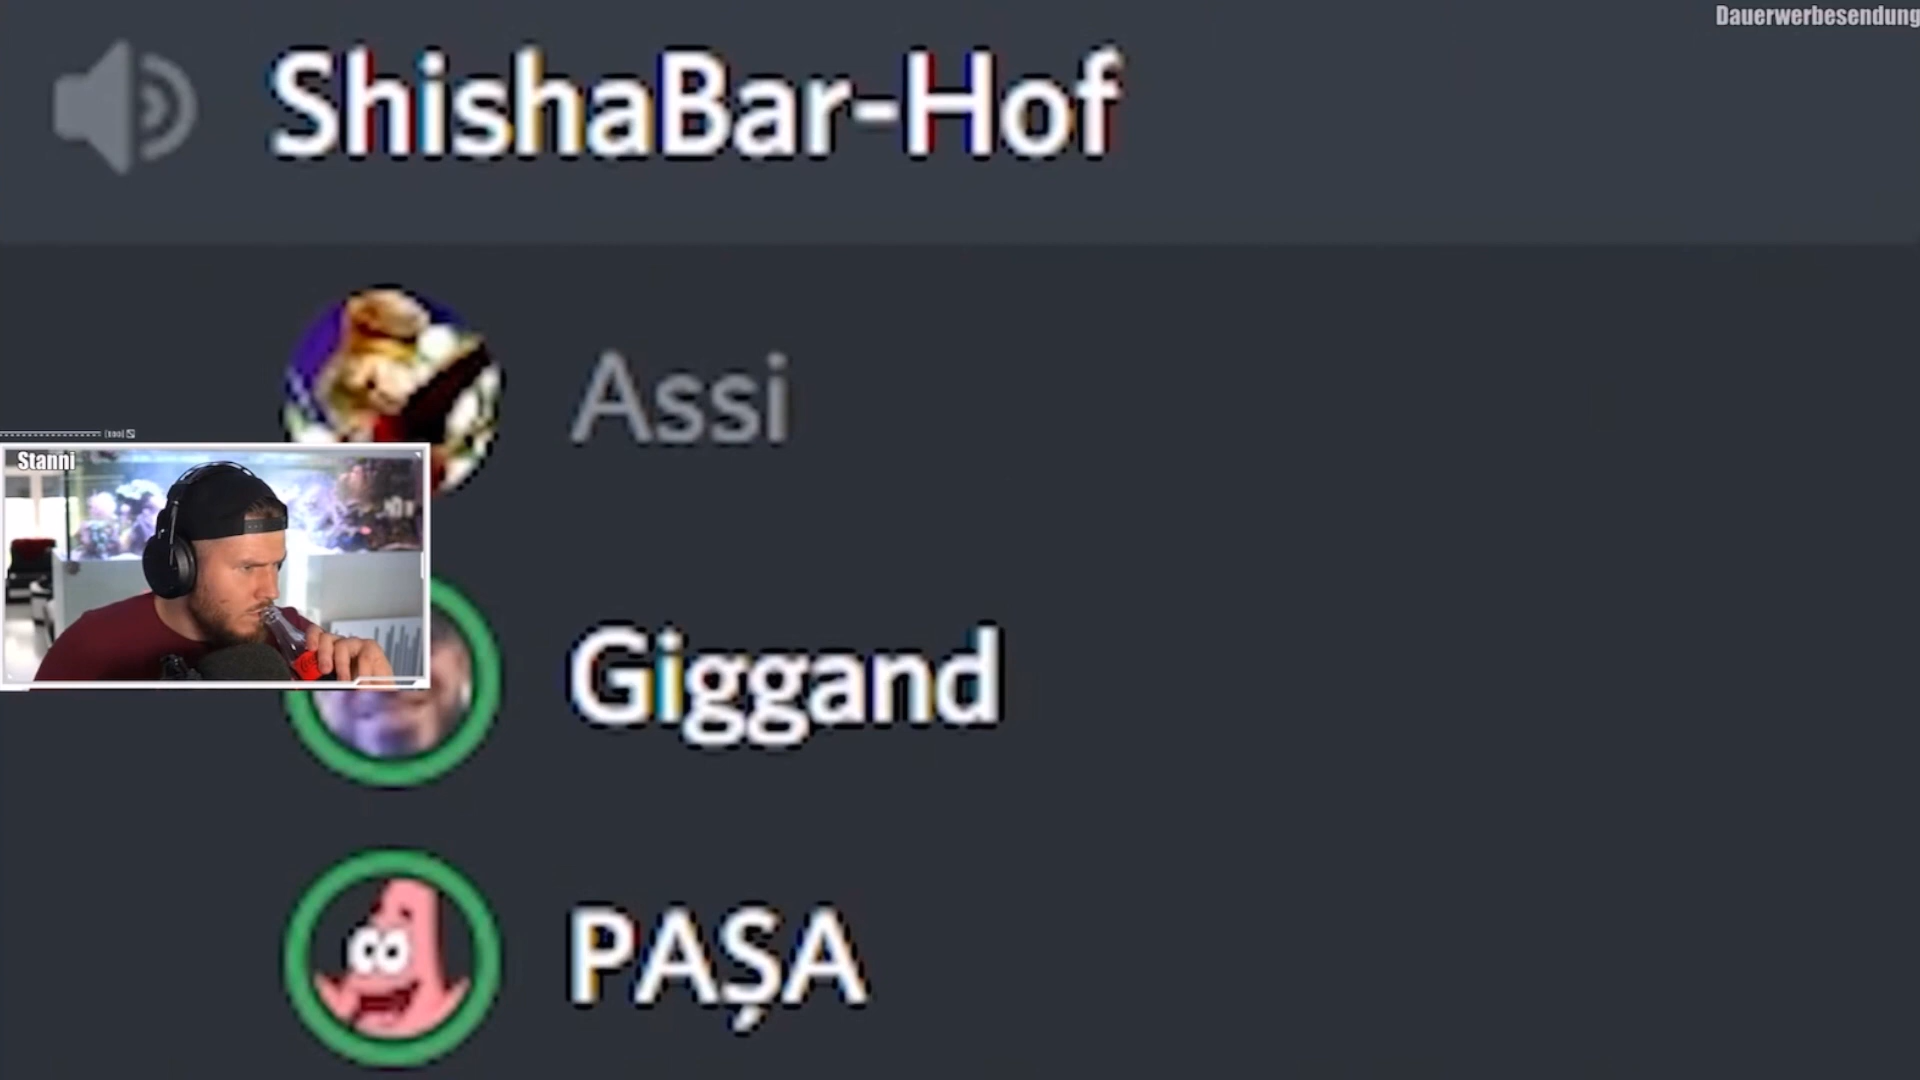 Dauerwerbesendung
ShishaBar-Hof
Assi
Stanni
Giggand
PAȘA